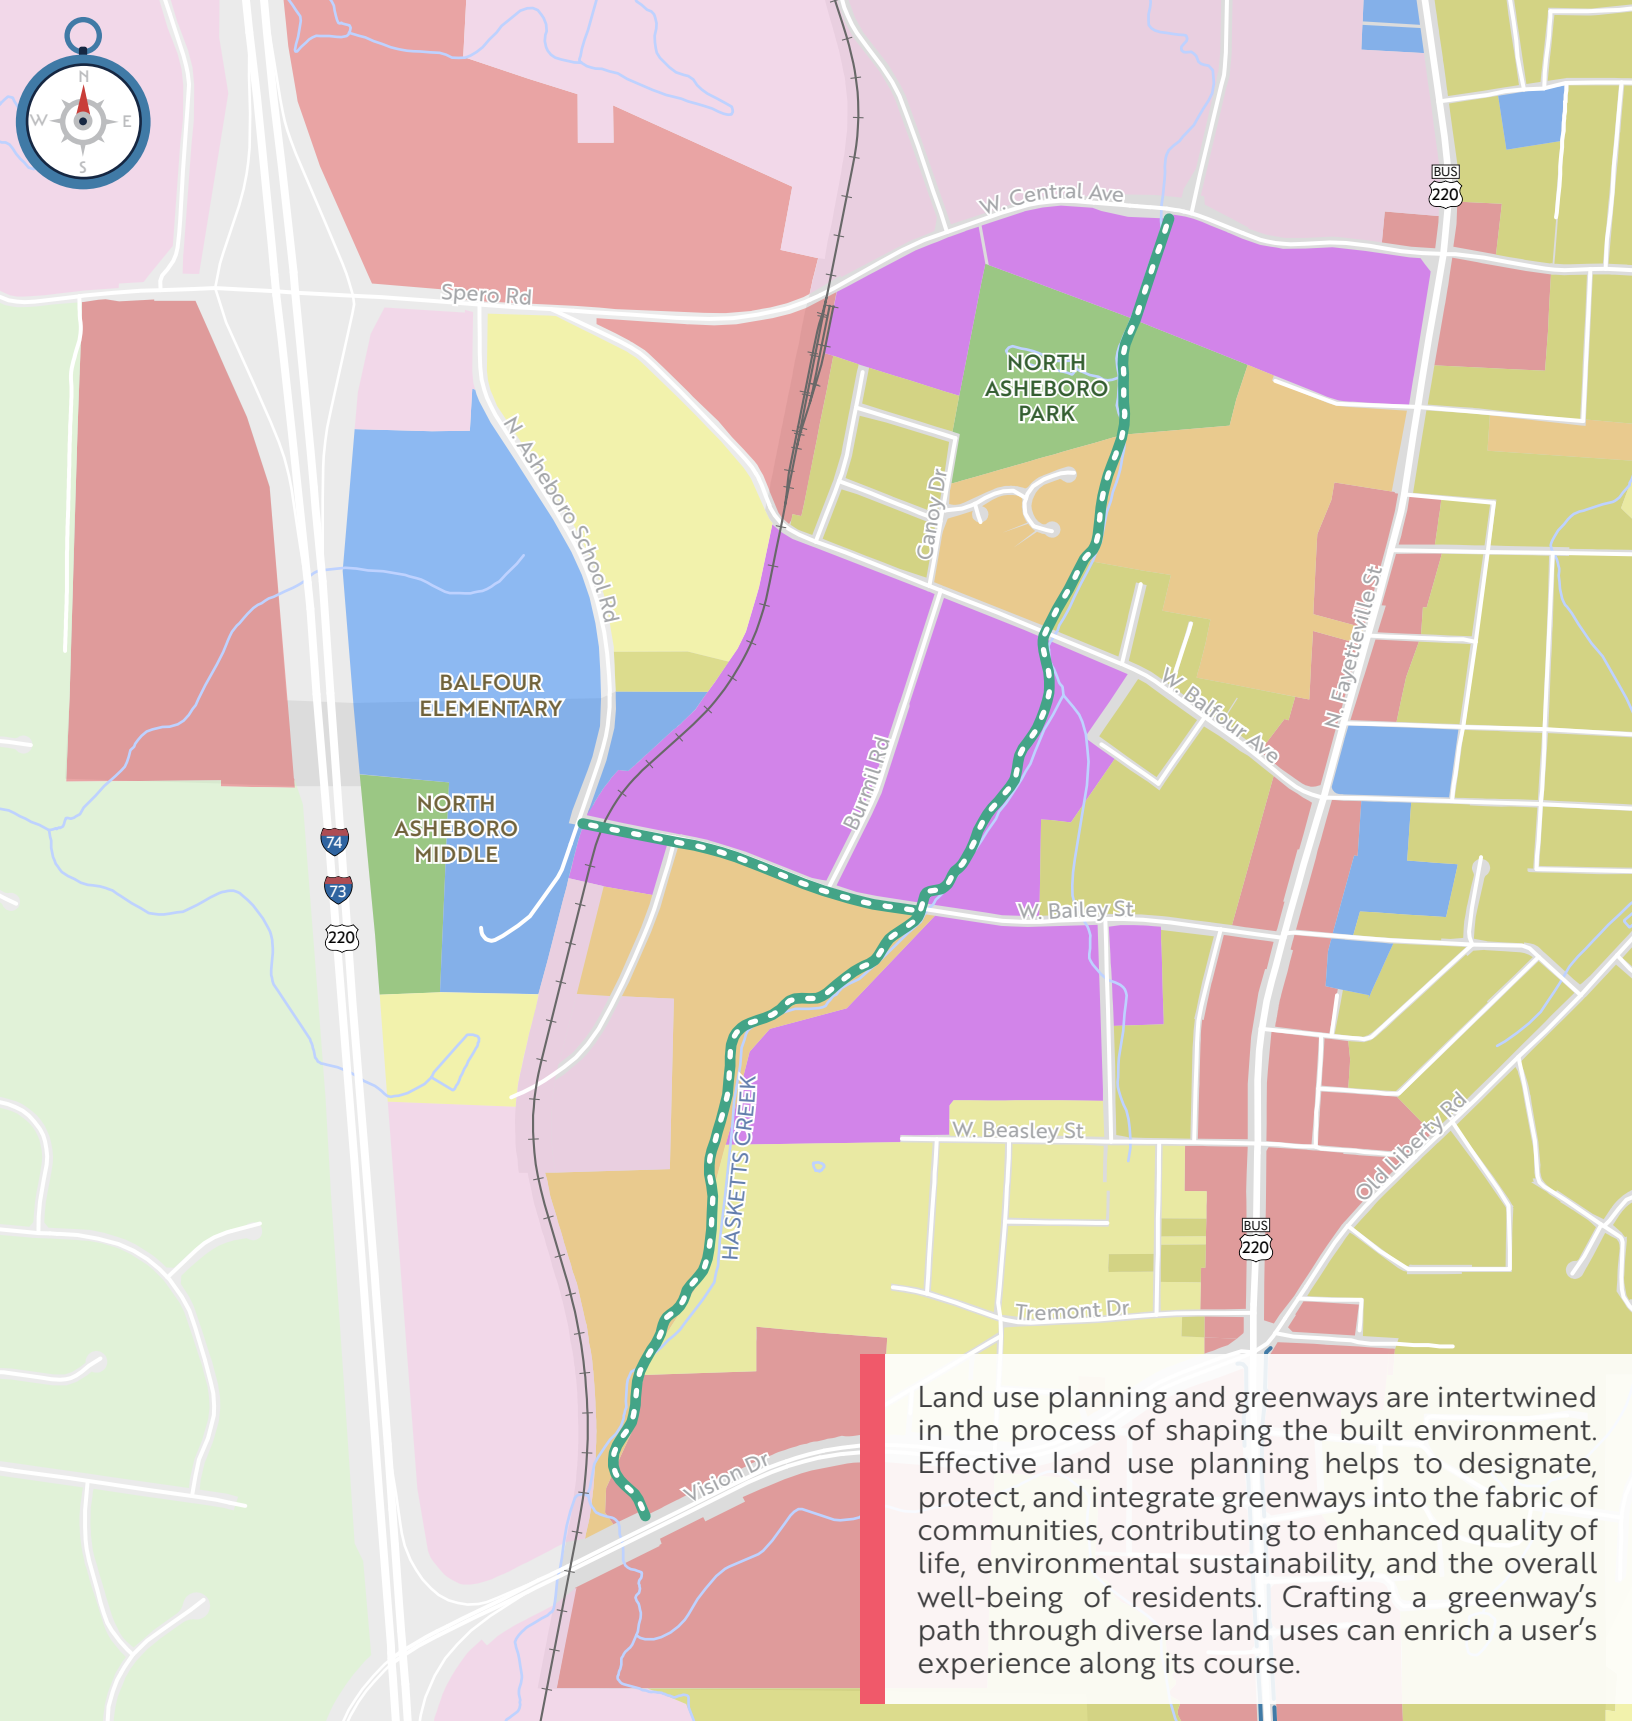 N
W
E
S
BUS
220
W. Central Ave
Spero Rd
NORTH
ASHEBORO
PARK
N. Asheboro School Rd
Canoy Dr
N. Fayetteville St
BALFOUR
ELEMENTARY
W. Balfour Ave
Burmil Rd
NORTH
ASHEBORO
MIDDLE
74
73
220
W. Bailey St
HASKETTS CREEK
W. Beasley St
Old Liberty Rd
BUS
220
Tremont Dr
Vision Dr
Land use planning and greenways are intertwined
in the process of shaping the built environment.
Effective land use planning helps to designate,
protect, and integrate greenways into the fabric of
communities, contributing to enhanced quality of
life, environmental sustainability, and the overall
well-being of residents. Crafting a greenway’s
path through diverse land uses can enrich a user’s
experience along its course.